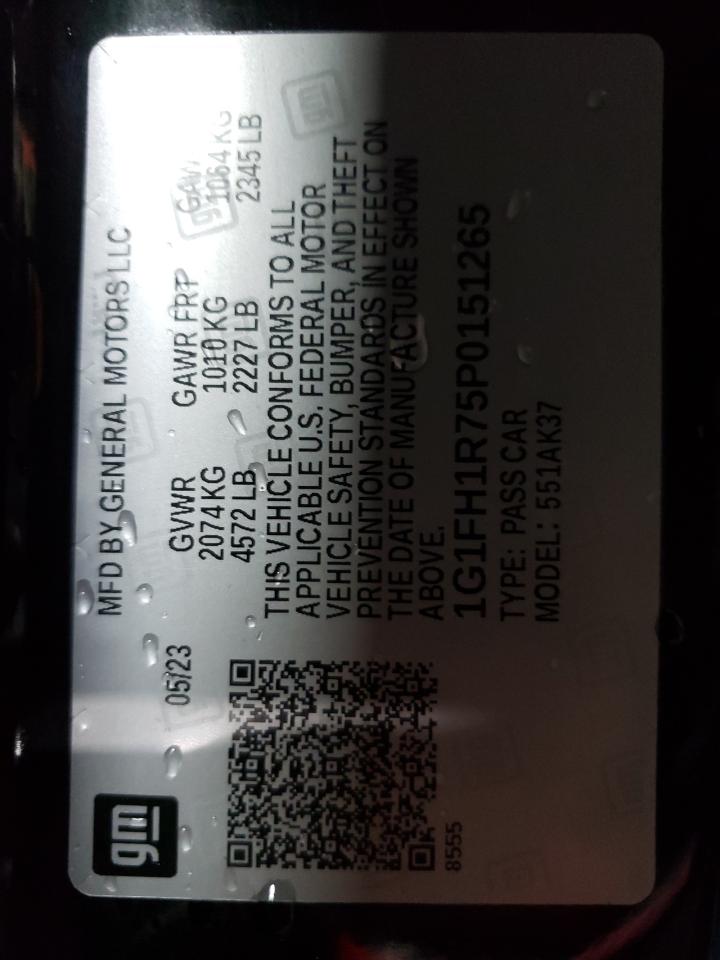 gm
MFD BY GENERAL MOTORS LLC
05/23
GVWR GAWR FRT
2074 KG 1010 KG 1064 KG
4572 LB 2227 LB 2345 LB
THIS VEHICLE CONFORMS TO ALL
APPLICABLE U.S. FEDERAL MOTOR
VEHICLE SAFETY, BUMPER, AND THEFT
PREVENTION STANDARDS IN EFFECT ON
THE DATE OF MANUFACTURE SHOWN
ABOVE.
1G1FH1R75P0151265
TYPE: PASS CAR
MODEL: 551AK37
8555